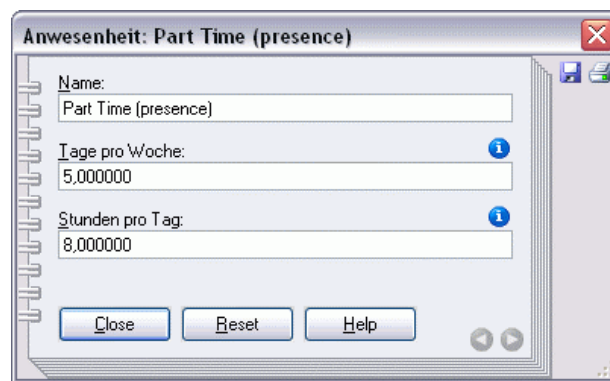 Anwesenheit: Part Time (presence)
Name:
Part Time (presence)
Tage pro Woche:
5,000000
Stunden pro Tag:
8,000000
Close Reset Help